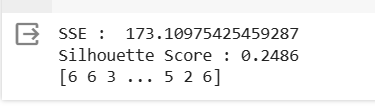 SSE :  173.10975425459287
Silhouette Score : 0.2486
[6 6 3 ... 5 2 6]